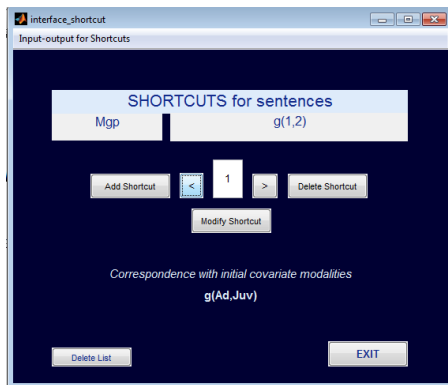 interface_shortcut
Input-output for Shortcuts
SHORTCUTS for sentences
Mgp g(1,2)
Add Shortcut < 1 > Delete Shortcut
Modify Shortcut
Correspondence with initial covariate modalities
g(Ad,Juv)
Delete List EXIT